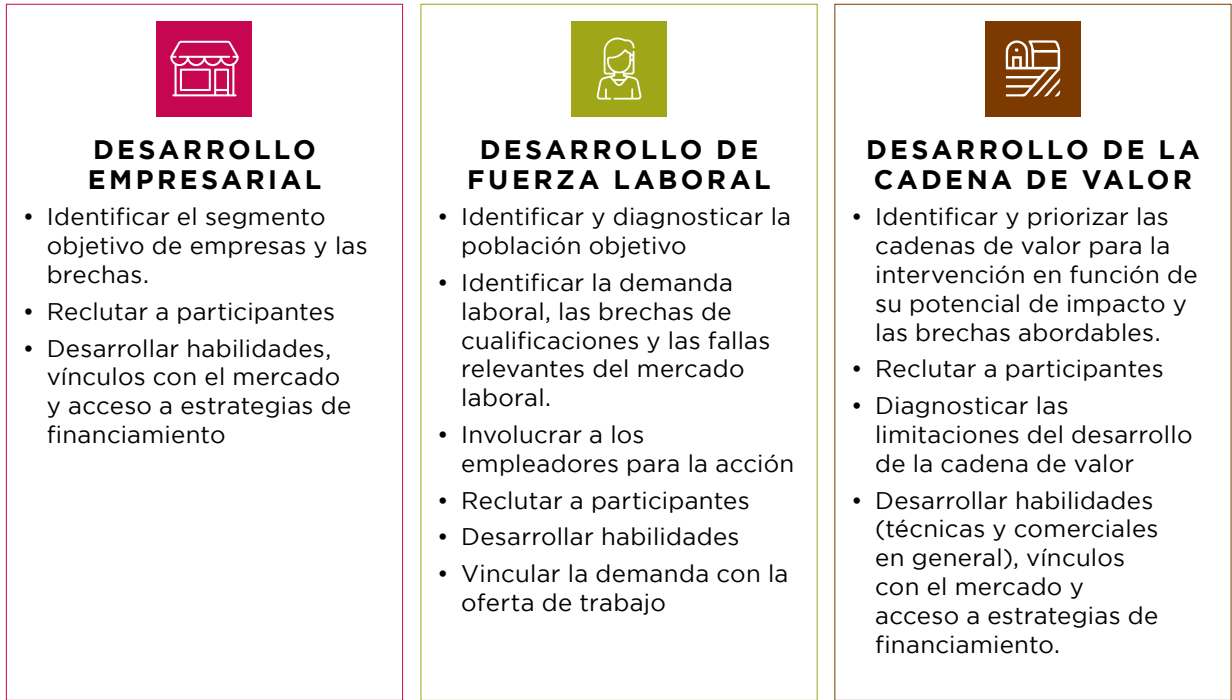 DESARROLLO
EMPRESARIAL
• Identificar el segmento
objetivo de empresas y las
brechas.
• Reclutar a participantes
• Desarrollar habilidades,
vínculos con el mercado
y acceso a estrategias de
financiamiento
DESARROLLO DE
FUERZA LABORAL
• Identificar y diagnosticar la
población objetivo
• Identificar la demanda
laboral, las brechas de
cualificaciones y las fallas
relevantes del mercado
laboral.
• Involucrar a los
empleadores para la acción
• Reclutar a participantes
• Desarrollar habilidades
• Vincular la demanda con la
oferta de trabajo
DESARROLLO DE LA
CADENA DE VALOR
• Identificar y priorizar las
cadenas de valor para la
intervención en función de
su potencial de impacto y
las brechas abordables.
• Reclutar a participantes
• Diagnosticar las
limitaciones del desarrollo
de la cadena de valor
• Desarrollar habilidades
(técnicas y comerciales
en general), vínculos
con el mercado y
acceso a estrategias de
financiamiento.